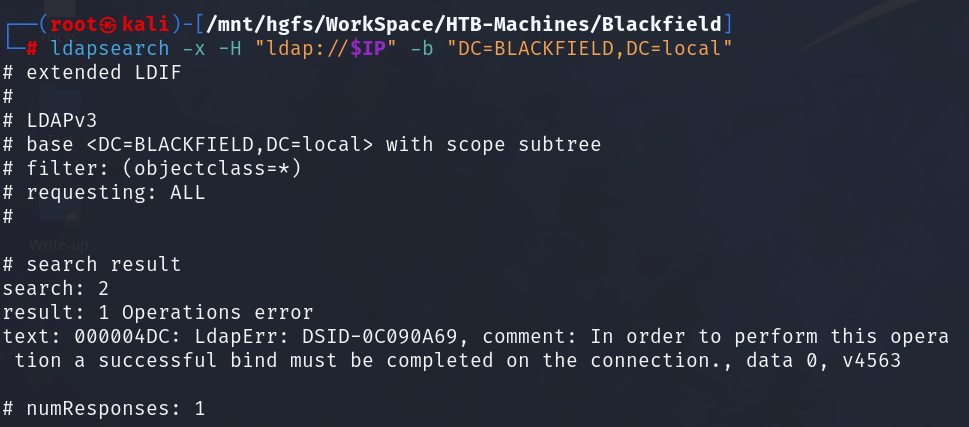 ┌──(root㉿kali)-[/mnt/hgfs/WorkSpace/HTB-Machines/Blackfield]
└─# ldapsearch -x -H "ldap://$IP" -b "DC=BLACKFIELD,DC=local"
# extended LDIF
#
# LDAPv3
# base <DC=BLACKFIELD,DC=local> with scope subtree
# filter: (objectclass=*)
# requesting: ALL
#
Write-up
# search result
search: 2
result: 1 Operations error
text: 000004DC: LdapErr: DSID-0C090A69, comment: In order to perform this opera
 tion a successful bind must be completed on the connection., data 0, v4563
# numResponses: 1